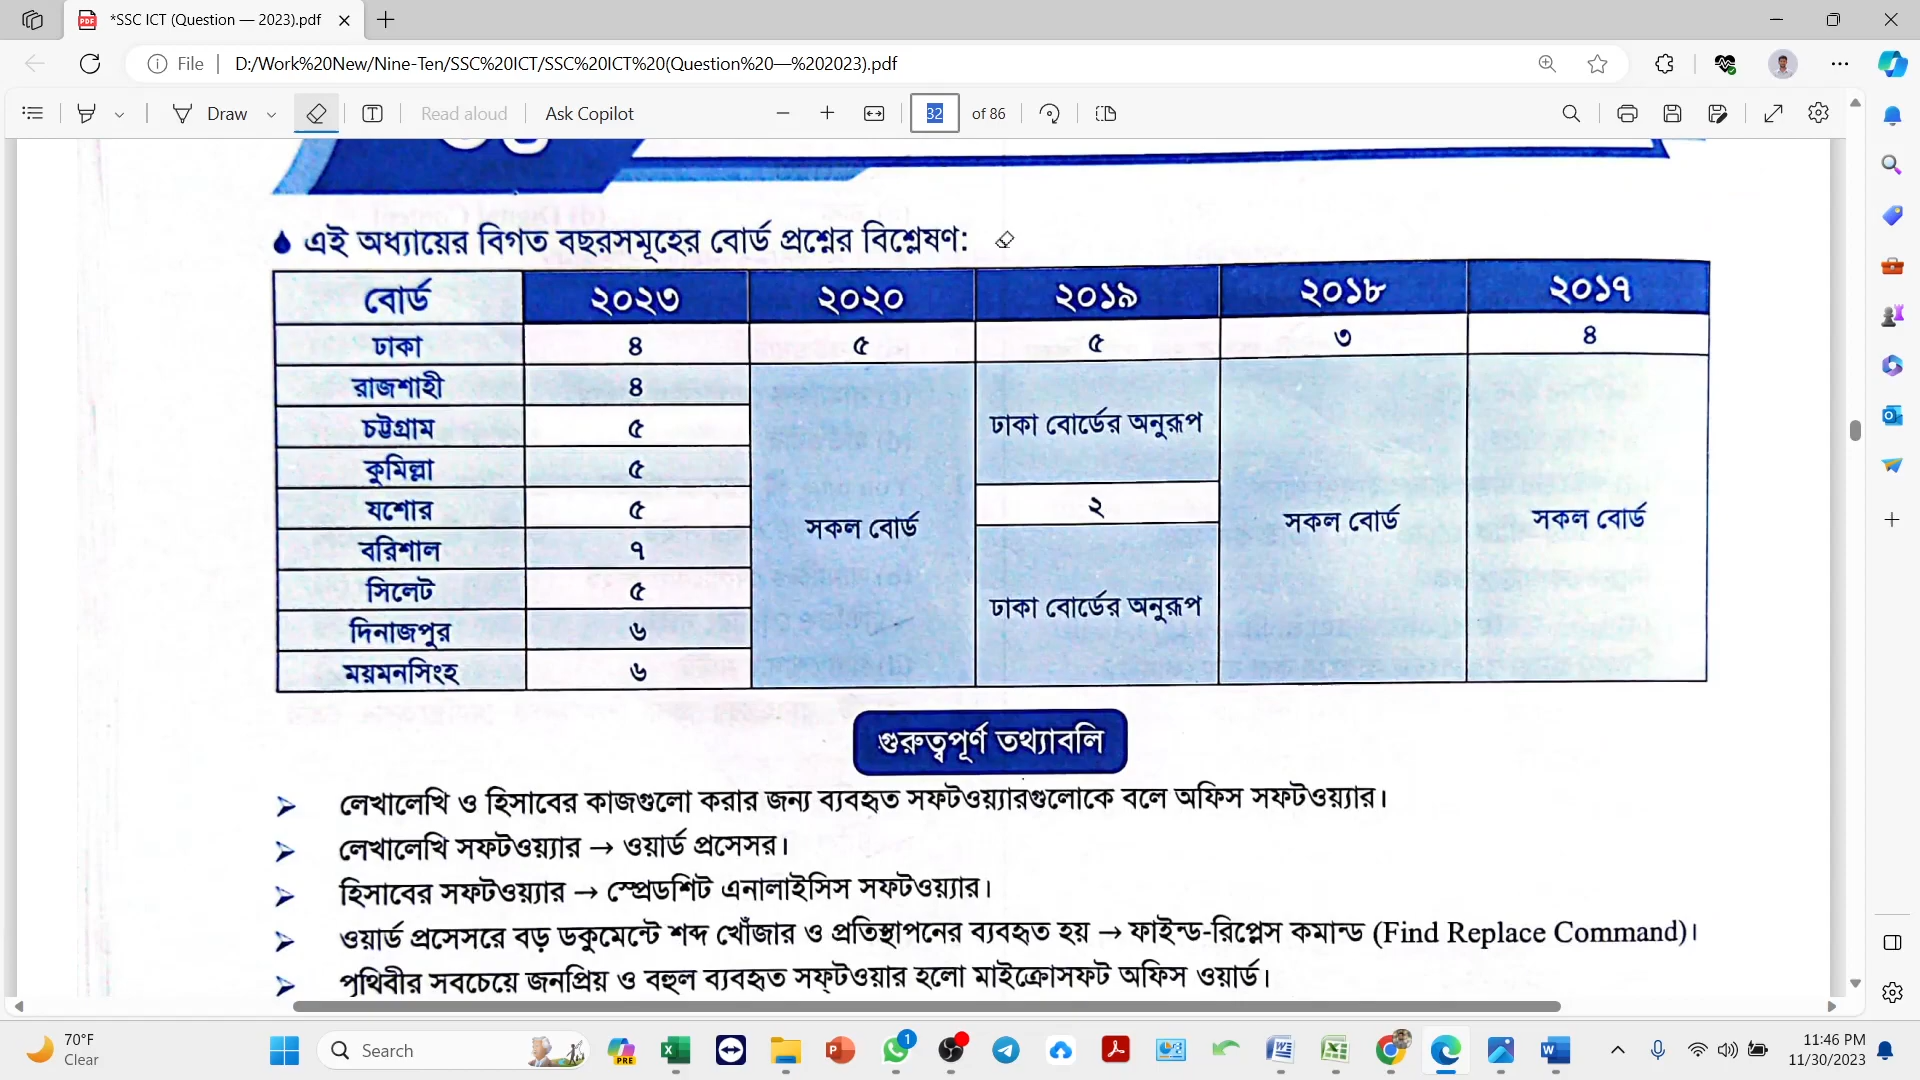 *SSC ICT (Question — 2023).pdf
File
D:/Work%20New/Nine-Ten/SSC%20ICT/SSC%20ICT%20(Question%20—%202023).pdf
Draw
Read aloud
Ask Copilot
32 of 86
এই অধ্যায়ের বিগত বছরসমূহের বোর্ড প্রশ্নের বিশ্লেষণ:
বোর্ড ২০২৩ ২০২০ ২০১৯ ২০১৮ ২০১৭
ঢাকা ৪ ৫ ৫ ৩ ৪
রাজশাহী ৪
চট্টগ্রাম ৫ ঢাকা বোর্ডের অনুরূপ
কুমিল্লা ৫
যশোর ৫ সকল বোর্ড ২ সকল বোর্ড সকল বোর্ড
বরিশাল ৭
সিলেট ৫ ঢাকা বোর্ডের অনুরূপ
দিনাজপুর ৬
ময়মনসিংহ ৬
গুরুত্বপূর্ণ তথ্যাবলি
➢ লেখালেখি ও হিসাবের কাজগুলো করার জন্য ব্যবহৃত সফটওয়্যারগুলোকে বলে অফিস সফটওয়্যার।
➢ লেখালেখি সফটওয়্যার → ওয়ার্ড প্রসেসর।
➢ হিসাবের সফটওয়্যার → স্প্রেডশিট এনালাইসিস সফটওয়্যার।
➢ ওয়ার্ড প্রসেসরে বড় ডকুমেন্টে শব্দ খোঁজার ও প্রতিস্থাপনের ব্যবহৃত হয় → ফাইন্ড-রিপ্লেস কমান্ড (Find Replace Command)।
➢ পৃথিবীর সবচেয়ে জনপ্রিয় ও বহুল ব্যবহৃত সফ্টওয়ার হলো মাইক্রোসফট অফিস ওয়ার্ড।
70°F
Clear
Search
PRE
1
11:46 PM
11/30/2023